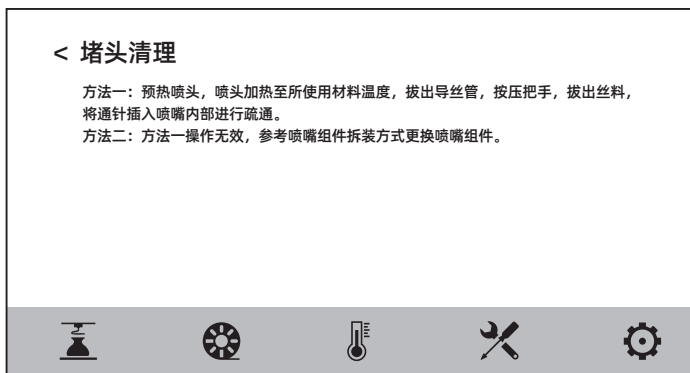 < 堵头清理
方法一：预热喷头，喷头加热至所使用材料温度，拔出导丝管，按压把手，拔出丝料，
将通针插入喷嘴内部进行疏通。
方法二：方法一操作无效，参考喷嘴组件拆装方式更换喷嘴组件。